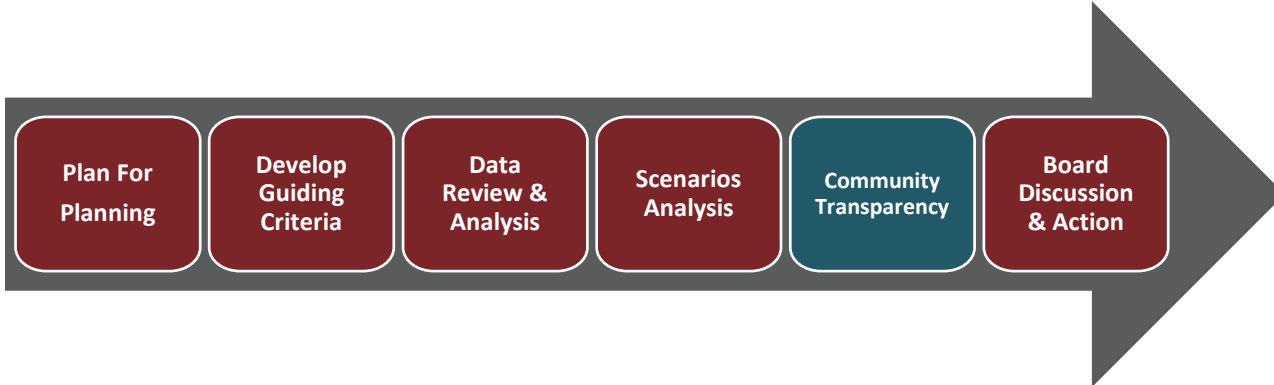 Plan For
Planning
Develop
Guiding
Criteria
Data
Review &
Analysis
Scenarios
Analysis
Community
Transparency
Board
Discussion
& Action